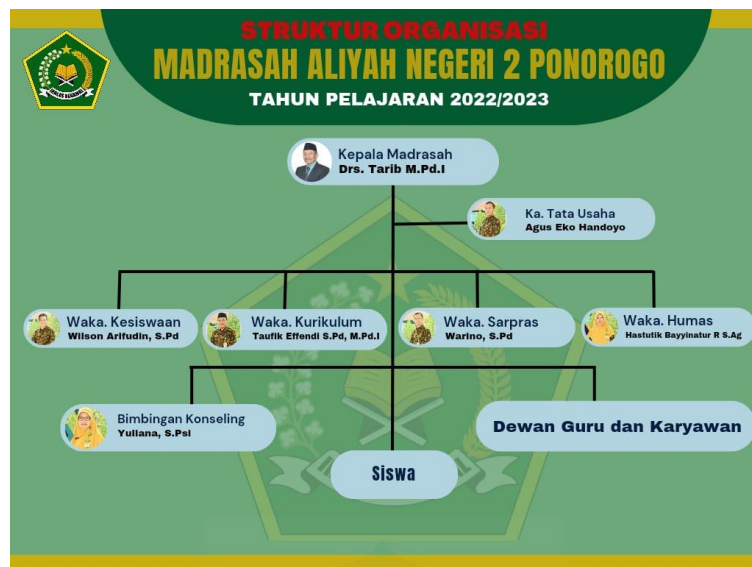 STRUKTUR ORGANISASI
MADRASAH ALIYAH NEGERI 2 PONOROGO
TAHUN PELAJARAN 2022/2023
IKHLAS BERAMAL
Kepala Madrasah
Drs. Tarib M.Pd.I
Ka. Tata Usaha
Agus Eko Handoyo
Waka. Kesiswaan
Wilson Arifudin, S.Pd
Waka. Kurikulum
Taufik Effendi S.Pd, M.Pd.I
Waka. Sarpras
Warino, S.Pd
Waka. Humas
Hastutik Bayyinatur R S.Ag
Bimbingan Konseling
Yuliana, S.Psi
Dewan Guru dan Karyawan
Siswa